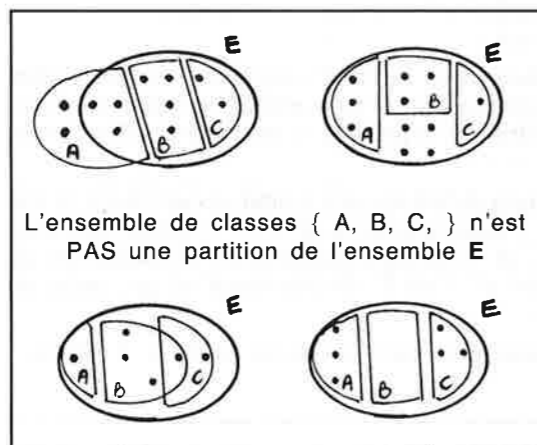 E
E
A
B
C
A
B
C
L'ensemble de classes { A, B, C, } n'est
PAS une partition de l'ensemble E
E
E
A
B
C
A
B
C